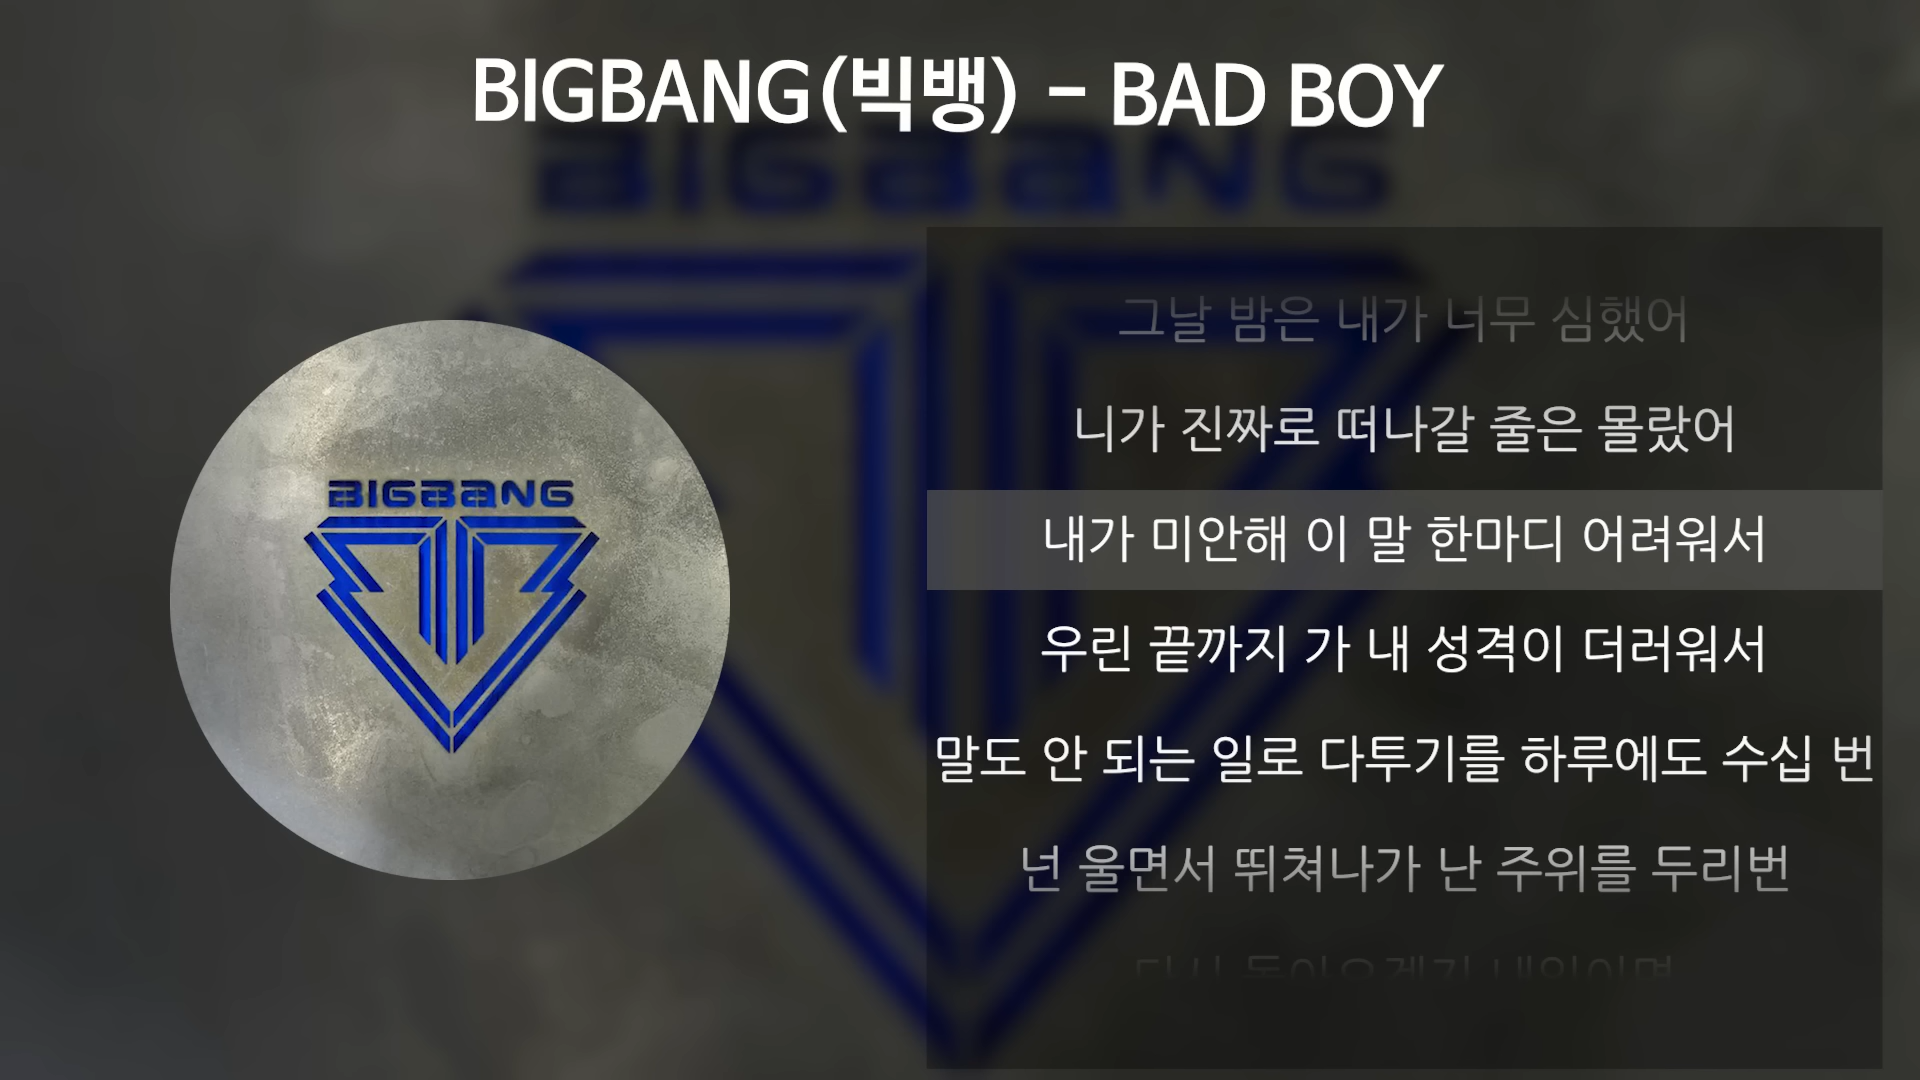 BIGBANG(빅뱅) - BAD BOY
BIGBANG
그날 밤은 내가 너무 심했어
니가 진짜로 떠나갈 줄은 몰랐어
BIGBANG
내가 미안해 이 말 한마디 어려워서
우린 끝까지 가 내 성격이 더러워서
말도 안 되는 일로 다투기를 하루에도 수십 번
넌 울면서 뛰쳐나가 난 주위를 두리번